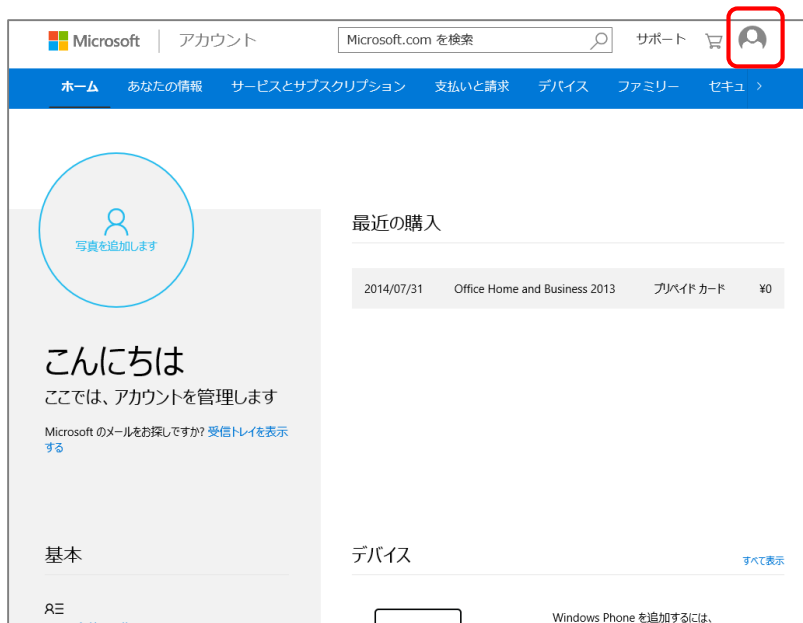 Microsoft アカウント Microsoft.com を検索 サポート
ホーム あなたの情報 サービスとサブスクリプション 支払いと請求 デバイス ファミリー セキュ
写真を追加します
最近の購入
2014/07/31 Office Home and Business 2013 プリペイド カード ¥0
こんにちは
ここでは、アカウントを管理します
Microsoft のメールをお探しですか? 受信トレイを表示
する
基本
デバイス すべて表示
Windows Phone を追加するには、